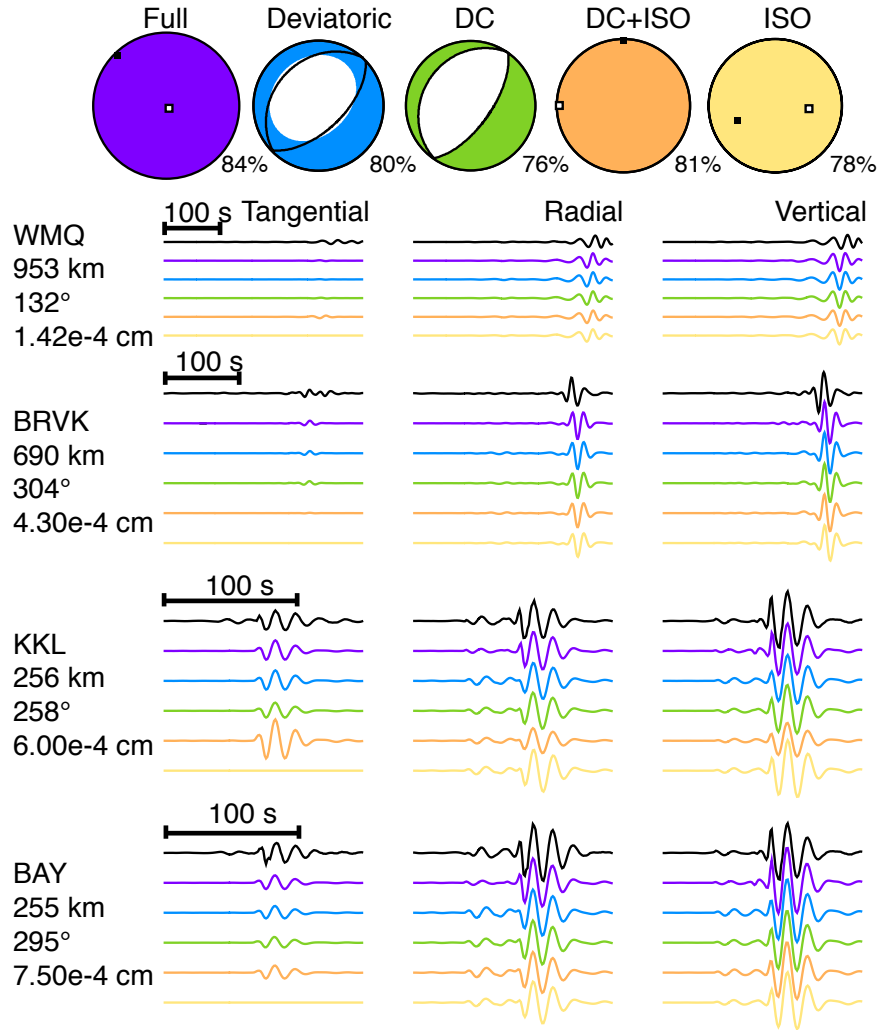 Full Deviatoric DC DC+ISO ISO
84% 80% 76% 81% 78%
100 s Tangential Radial Vertical
WMQ
953 km
132°
1.42e-4 cm
100 s
BRVK
690 km
304°
4.30e-4 cm
100 s
KKL
256 km
258°
6.00e-4 cm
100 s
BAY
255 km
295°
7.50e-4 cm